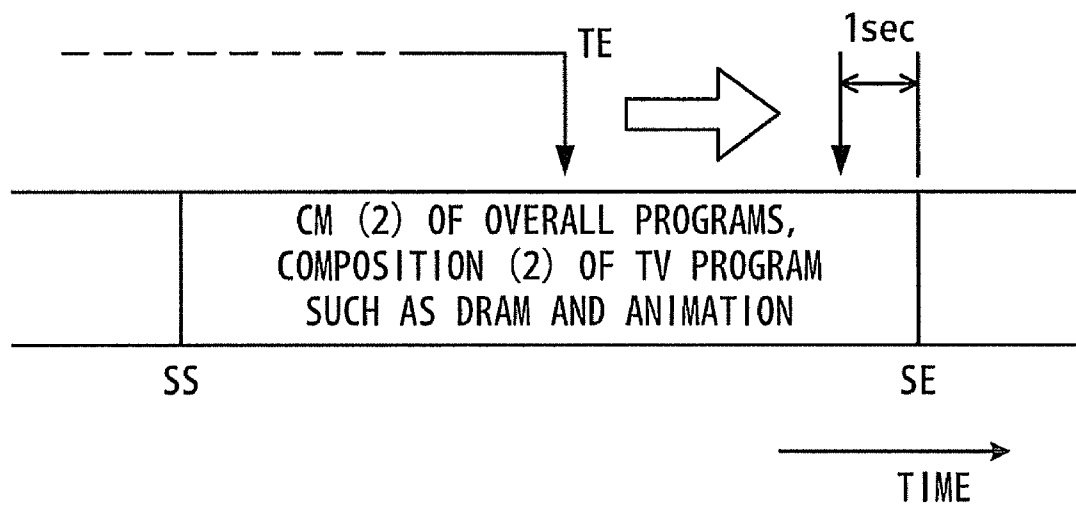 TE
1sec
CM (2) OF OVERALL PROGRAMS,
COMPOSITION (2) OF TV PROGRAM
SUCH AS DRAM AND ANIMATION
SS
SE
TIME